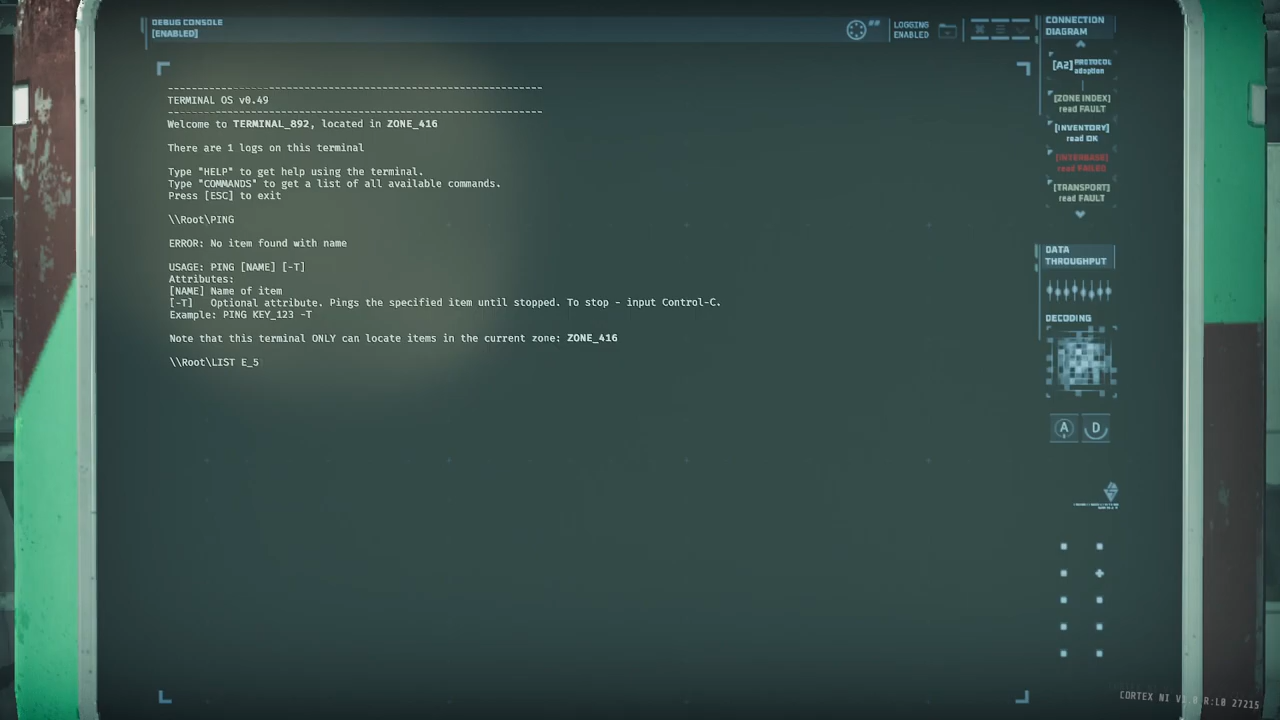 DEBUG CONSOLE
[ENABLED]
LOGGING
ENABLED
CONNECTION
DIAGRAM
[A2] PROTOCOL
adaption
[ZONE INDEX]
read FAULT
[INVENTORY]
read OK
[INTERBASE]
read FAILED
[TRANSPORT]
read FAULT
DATA
THROUGHPUT
DECODING
A D
----------------------------------------------------------------
TERMINAL OS v0.49
----------------------------------------------------------------
Welcome to TERMINAL_892, located in ZONE_416
There are 1 logs on this terminal
Type "HELP" to get help using the terminal.
Type "COMMANDS" to get a list of all available commands.
Press [ESC] to exit
\\Root\PING
ERROR: No item found with name
USAGE: PING [NAME] [-T]
Attributes:
[NAME] Name of item
[-T] Optional attribute. Pings the specified item until stopped. To stop - input Control-C.
Example: PING KEY_123 -T
Note that this terminal ONLY can locate items in the current zone: ZONE_416
\\Root\LIST E_5
CORTEX NI V1.0 R:L0 27215